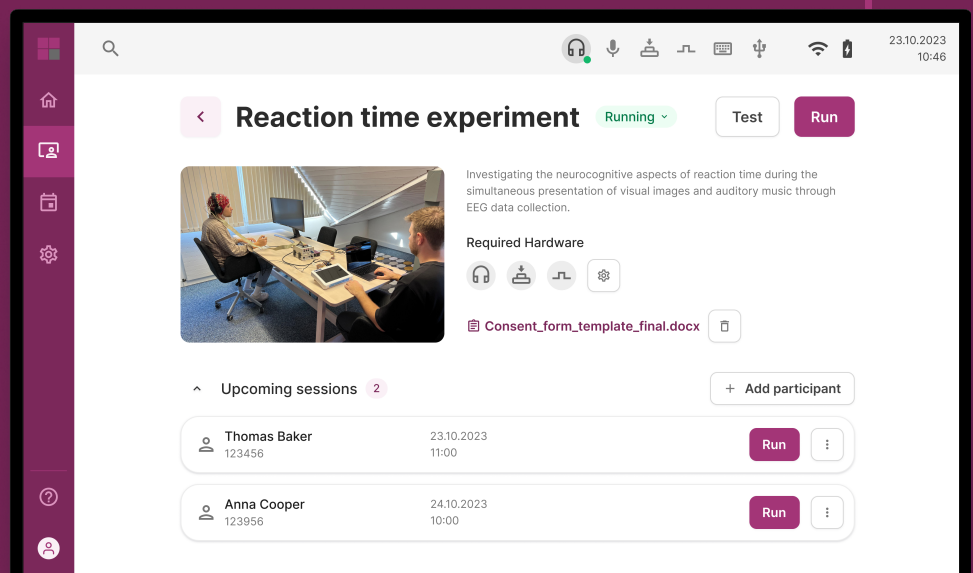 23.10.2023
10:46
Reaction time experiment
Running
Test
Run
Investigating the neurocognitive aspects of reaction time during the
simultaneous presentation of visual images and auditory music through
EEG data collection.
Required Hardware
Consent_form_template_final.docx
Upcoming sessions 2
+ Add participant
Thomas Baker
123456
23.10.2023
11:00
Run
Anna Cooper
123956
24.10.2023
10:00
Run